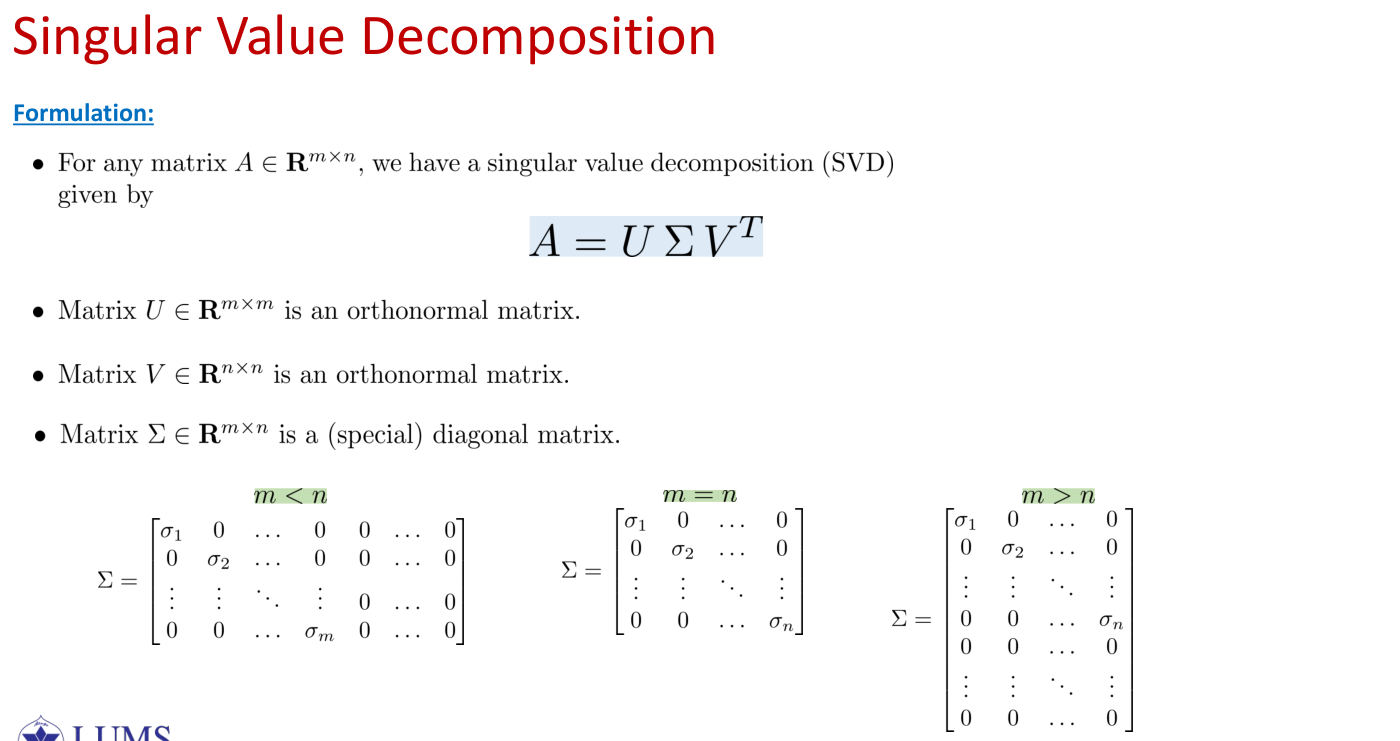 Singular Value Decomposition
Formulation:
• For any matrix A ∈ R^{m×n}, we have a singular value decomposition (SVD)
given by
A = U Σ V^T
• Matrix U ∈ R^{m×m} is an orthonormal matrix.
• Matrix V ∈ R^{n×n} is an orthonormal matrix.
• Matrix Σ ∈ R^{m×n} is a (special) diagonal matrix.
m < n
Σ =
σ₁ 0 … 0 0 … 0
0 σ₂ … 0 0 … 0
⋮ ⋮ ⋱ ⋮ 0 … 0
0 0 … σₘ 0 … 0
m = n
Σ =
σ₁ 0 … 0
0 σ₂ … 0
⋮ ⋮ ⋱ ⋮
0 0 … σₙ
m > n
Σ =
σ₁ 0 … 0
0 σ₂ … 0
⋮ ⋮ ⋱ ⋮
0 0 … σₙ
0 0 … 0
⋮ ⋮ ⋱ ⋮
0 0 … 0
LUMS